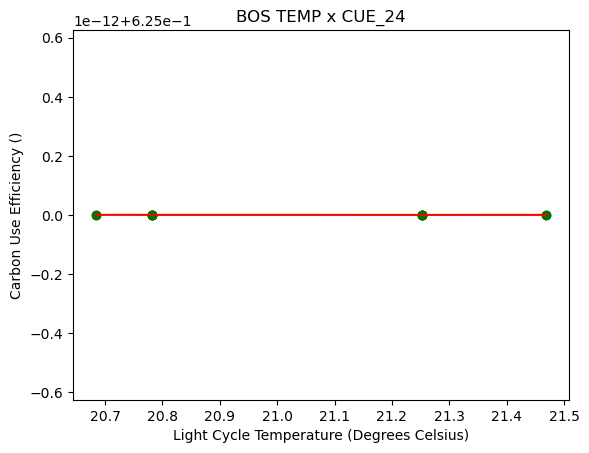 BOS TEMP x CUE_24
1e−12+6.25e−1
0.6
0.4
0.2
0.0
−0.2
−0.4
−0.6
Carbon Use Efficiency ()
20.7 20.8 20.9 21.0 21.1 21.2 21.3 21.4 21.5
Light Cycle Temperature (Degrees Celsius)